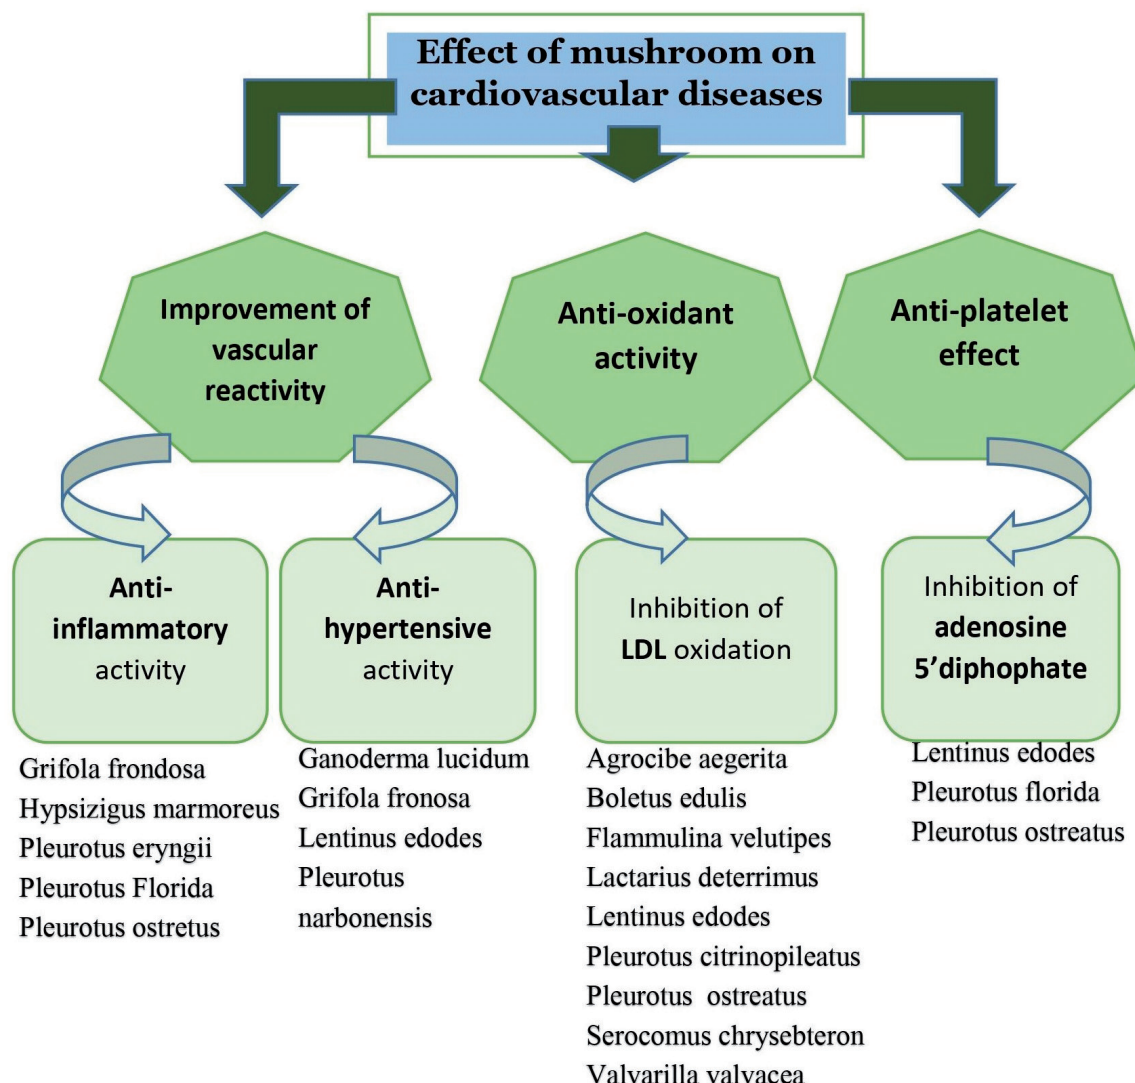 Effect of mushroom on
cardiovascular diseases
Improvement of
vascular
reactivity
Anti-oxidant
activity
Anti-platelet
effect
Anti-
inflammatory
activity
Anti-
hypertensive
activity
Inhibition of
LDL oxidation
Inhibition of
adenosine
5'diphophate
Grifola frondosa
Hypsizigus marmoreus
Pleurotus eryngii
Pleurotus Florida
Pleurotus ostretus
Ganoderma lucidum
Grifola fronosa
Lentinus edodes
Pleurotus
narbonensis
Agrocibe aegerita
Boletus edulis
Flammulina velutipes
Lactarius deterrimus
Lentinus edodes
Pleurotus citrinopileatus
Pleurotus ostreatus
Serocomus chrysebteron
Valvarilla valvacea
Lentinus edodes
Pleurotus florida
Pleurotus ostreatus